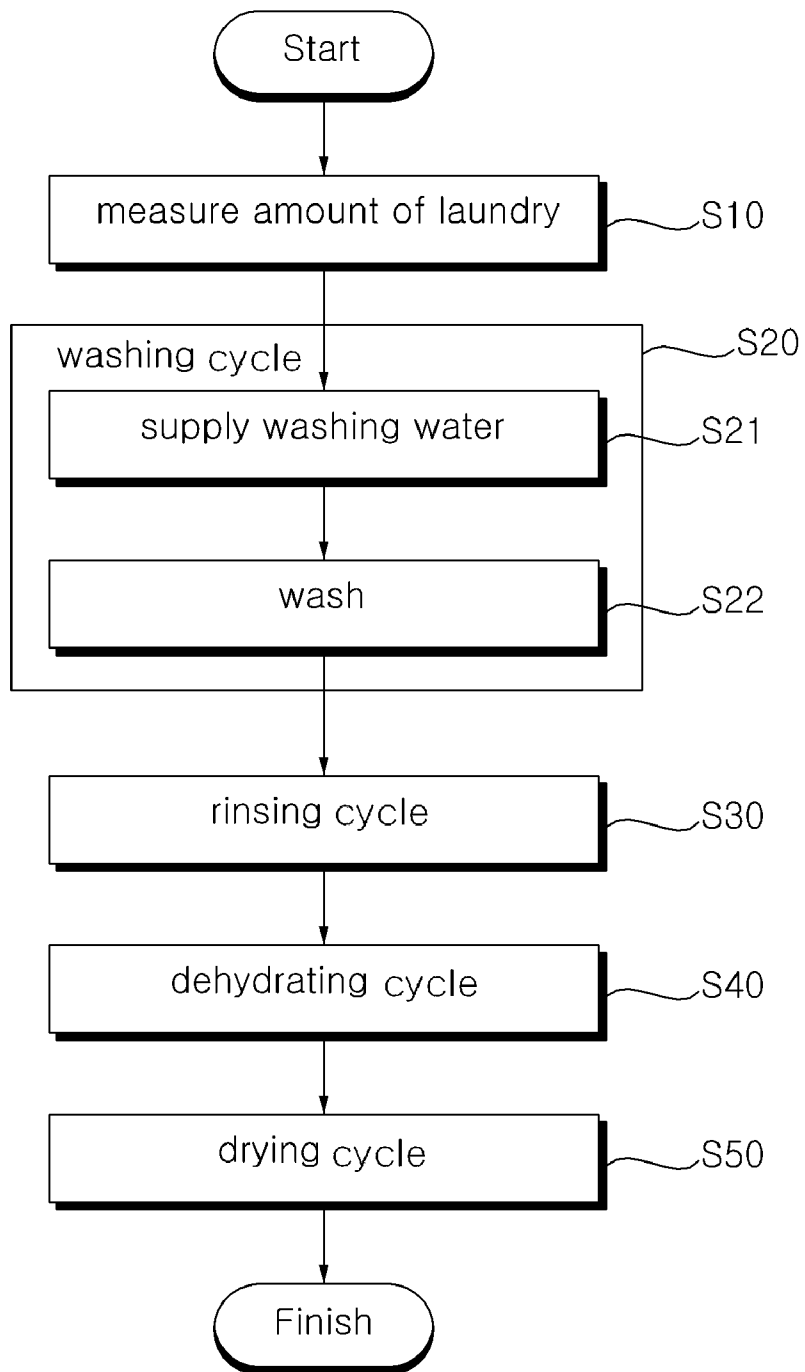 Start
measure amount of laundry
S10
washing cycle
S20
supply washing water
S21
wash
S22
rinsing cycle
S30
dehydrating cycle
S40
drying cycle
S50
Finish